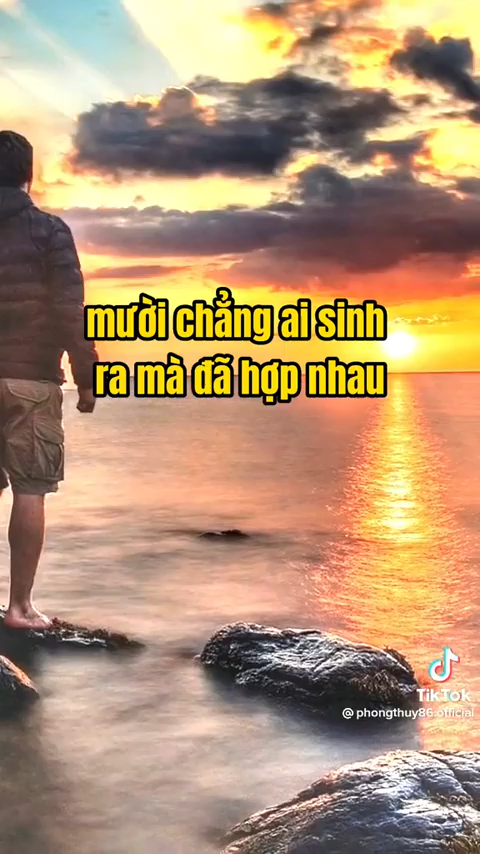 mười chẳng ai sinh
ra mà đã hợp nhau
TikTok
@phongthuy86.official